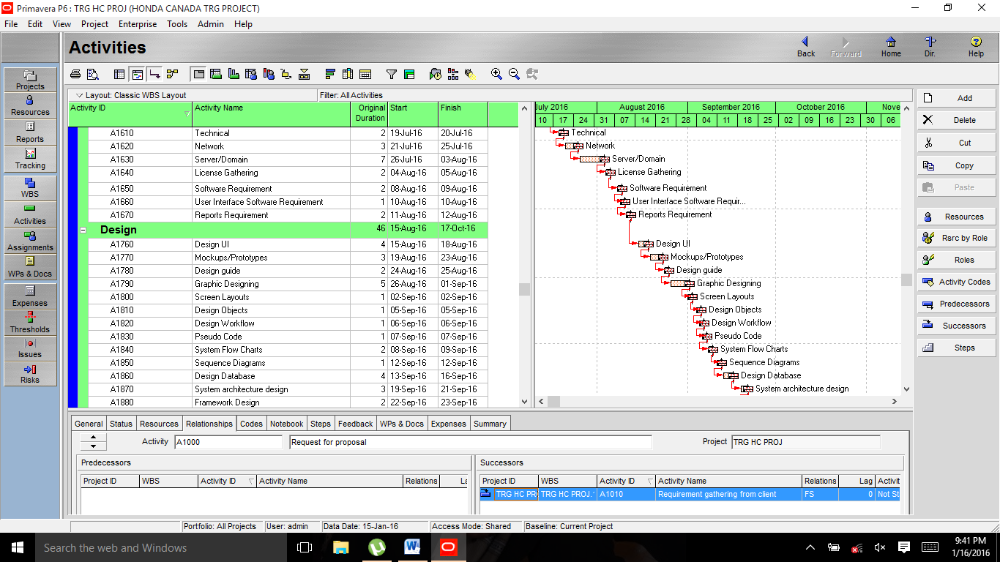 Primavera P6 : TRG HC PROJ (HONDA CANADA TRG PROJECT)
File Edit View Project Enterprise Tools Admin Help
Activities
Back Forward Home Dir. Help
Projects
Resources
Reports
Tracking
WBS
Activities
Assignments
WPs & Docs
Expenses
Thresholds
Issues
Risks
Layout: Classic WBS Layout Filter: All Activities
Activity ID Activity Name Original Duration Start Finish
A1610 Technical 2 19-Jul-16 20-Jul-16
A1620 Network 3 21-Jul-16 25-Jul-16
A1630 Server/Domain 7 26-Jul-16 03-Aug-16
A1640 License Gathering 2 04-Aug-16 05-Aug-16
A1650 Software Requirement 2 08-Aug-16 09-Aug-16
A1660 User Interface Software Requirement 1 10-Aug-16 10-Aug-16
A1670 Reports Requirement 2 11-Aug-16 12-Aug-16
Design 46 15-Aug-16 17-Oct-16
A1760 Design UI 4 15-Aug-16 18-Aug-16
A1770 Mockups/Prototypes 3 19-Aug-16 23-Aug-16
A1780 Design guide 2 24-Aug-16 25-Aug-16
A1790 Graphic Designing 5 26-Aug-16 01-Sep-16
A1800 Screen Layouts 1 02-Sep-16 02-Sep-16
A1810 Design Objects 1 05-Sep-16 05-Sep-16
A1820 Design Workflow 1 06-Sep-16 06-Sep-16
A1830 Pseudo Code 1 07-Sep-16 07-Sep-16
A1840 System Flow Charts 2 08-Sep-16 09-Sep-16
A1850 Sequence Diagrams 1 12-Sep-16 12-Sep-16
A1860 Design Database 4 13-Sep-16 16-Sep-16
A1870 System architecture design 3 19-Sep-16 21-Sep-16
A1880 Framework Design 2 22-Sep-16 23-Sep-16
July 2016 August 2016 September 2016 October 2016 Nove
10 17 24 31 07 14 21 28 04 11 18 25 02 09 16 23 30 06
Technical
Network
Server/Domain
License Gathering
Software Requirement
User Interface Software Requir...
Reports Requirement
Design UI
Mockups/Prototypes
Design guide
Graphic Designing
Screen Layouts
Design Objects
Design Workflow
Pseudo Code
System Flow Charts
Sequence Diagrams
Design Database
System architecture design
Add
Delete
Cut
Copy
Paste
Resources
Rsrc by Role
Roles
Activity Codes
Predecessors
Successors
Steps
General Status Resources Relationships Codes Notebook Steps Feedback WPs & Docs Expenses Summary
Activity A1000 Request for proposal Project TRG HC PROJ
Predecessors
Project ID WBS Activity ID Activity Name Relations La
Successors
Project ID WBS Activity ID Activity Name Relations Lag Activit
TRG HC PR TRG HC PROJ. A1010 Requirement gathering from client FS 0 Not St
Portfolio: All Projects User: admin Data Date: 15-Jan-16 Access Mode: Shared Baseline: Current Project
Search the web and Windows
9:41 PM
1/16/2016